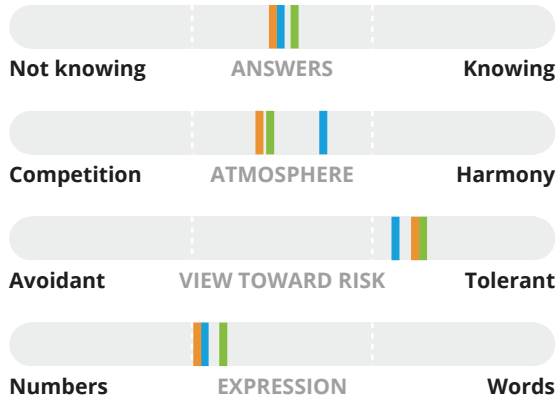 Not knowing ANSWERS Knowing
Competition ATMOSPHERE Harmony
Avoidant VIEW TOWARD RISK Tolerant
Numbers EXPRESSION Words